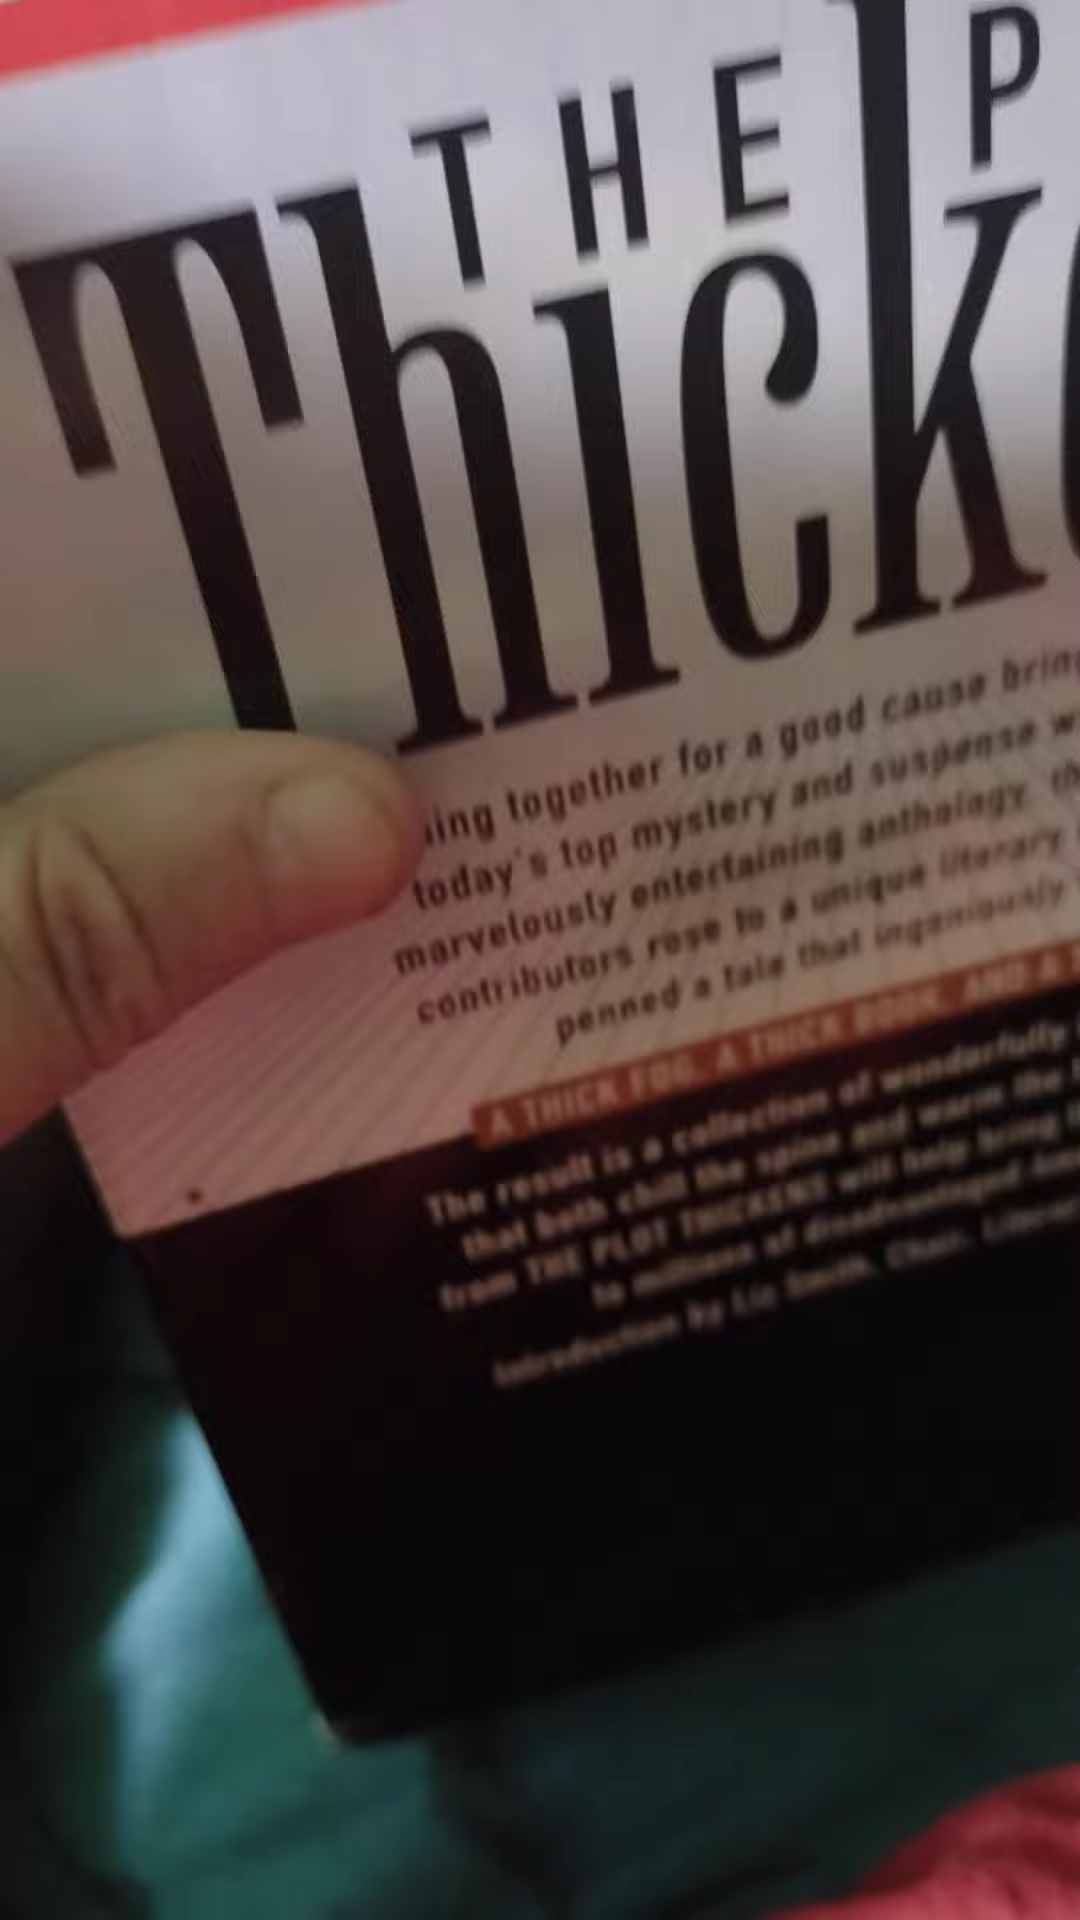 THE P
Thicke
ing together for a good cause bring
today's top mystery and suspense w
marvelously entertaining anthology, th
contributors rose to a unique literary
penned a tale that ingeniously
A THICK FOG, A THICK BOOK, AND A
The result is a collection of wonderfully
that both chill the spine and warm the
from THE PLOT THICKENS will help bring
to millions of disadvantaged
Introduction by Liz Smith, Chair, Litera